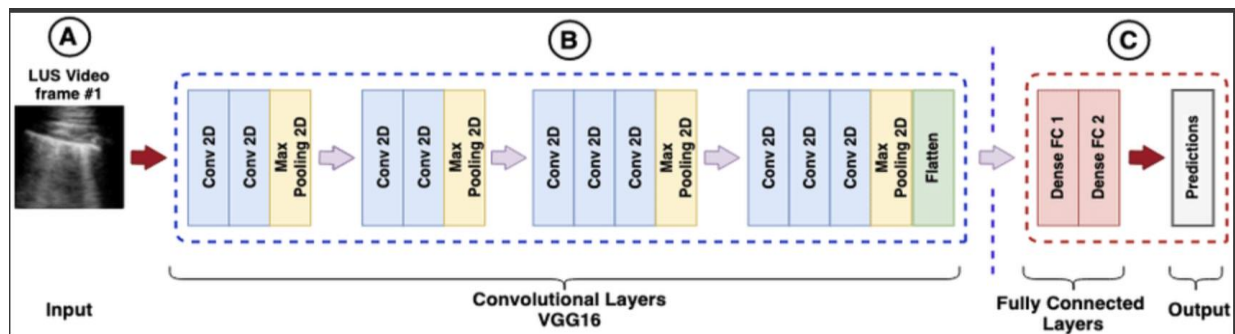 A
B
C
LUS Video
frame #1
Conv 2D
Conv 2D
Max
Pooling 2D
Conv 2D
Conv 2D
Max
Pooling 2D
Conv 2D
Conv 2D
Conv 2D
Max
Pooling 2D
Conv 2D
Conv 2D
Conv 2D
Max
Pooling 2D
Flatten
Dense FC 1
Dense FC 2
Predictions
Input
Convolutional Layers
VGG16
Fully Connected
Layers
Output